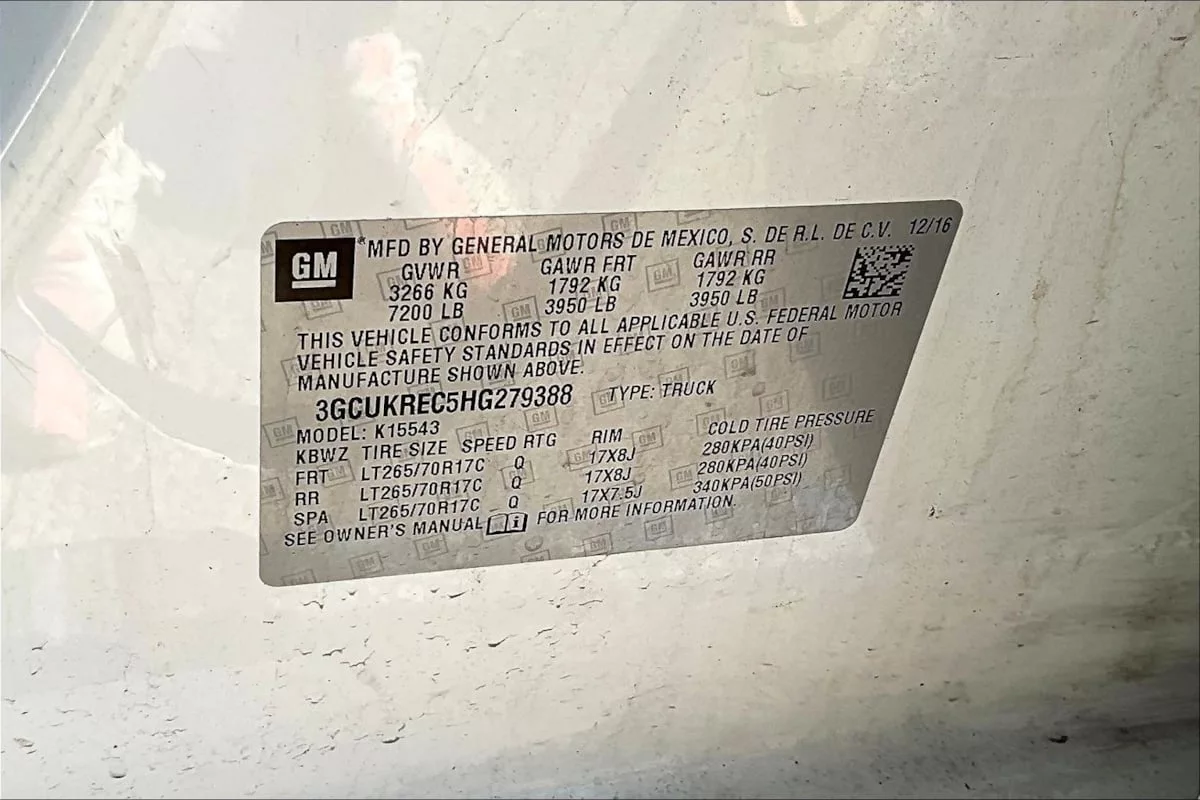 GM *MFD BY GENERAL MOTORS DE MEXICO, S. DE R.L. DE C.V. 12/16
GVWR GAWR FRT GAWR RR
3266 KG 1792 KG 1792 KG
7200 LB 3950 LB 3950 LB
THIS VEHICLE CONFORMS TO ALL APPLICABLE U.S. FEDERAL MOTOR
VEHICLE SAFETY STANDARDS IN EFFECT ON THE DATE OF
MANUFACTURE SHOWN ABOVE.
3GCUKREC5HG279388 TYPE: TRUCK
MODEL: K15543
KBWZ TIRE SIZE SPEED RTG RIM COLD TIRE PRESSURE
FRT LT265/70R17C Q 17X8J 280KPA(40PSI)
RR LT265/70R17C Q 17X8J 280KPA(40PSI)
SPA LT265/70R17C Q 17X7.5J 340KPA(50PSI)
SEE OWNER'S MANUAL FOR MORE INFORMATION.